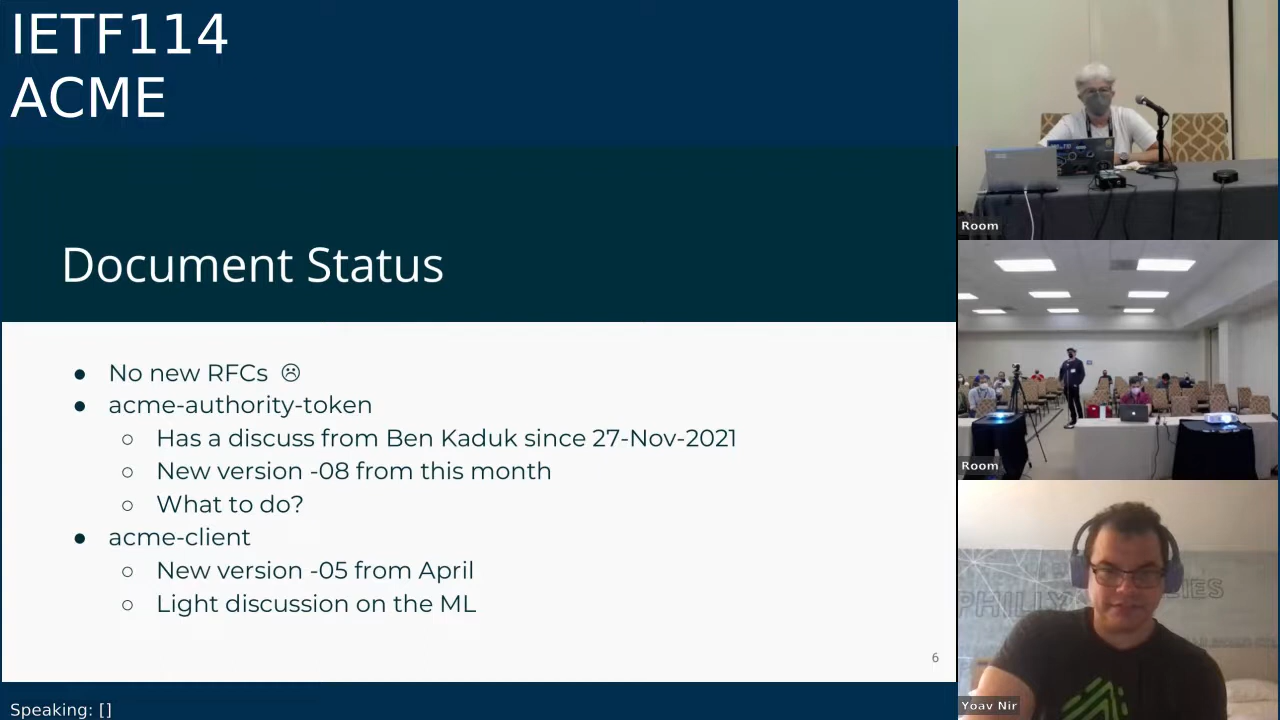 IETF114
ACME
Document Status
● No new RFCs ☹
● acme-authority-token
○ Has a discuss from Ben Kaduk since 27-Nov-2021
○ New version -08 from this month
○ What to do?
● acme-client
○ New version -05 from April
○ Light discussion on the ML
6
Speaking: []
Room
Room
PHILLY
Yoav Nir